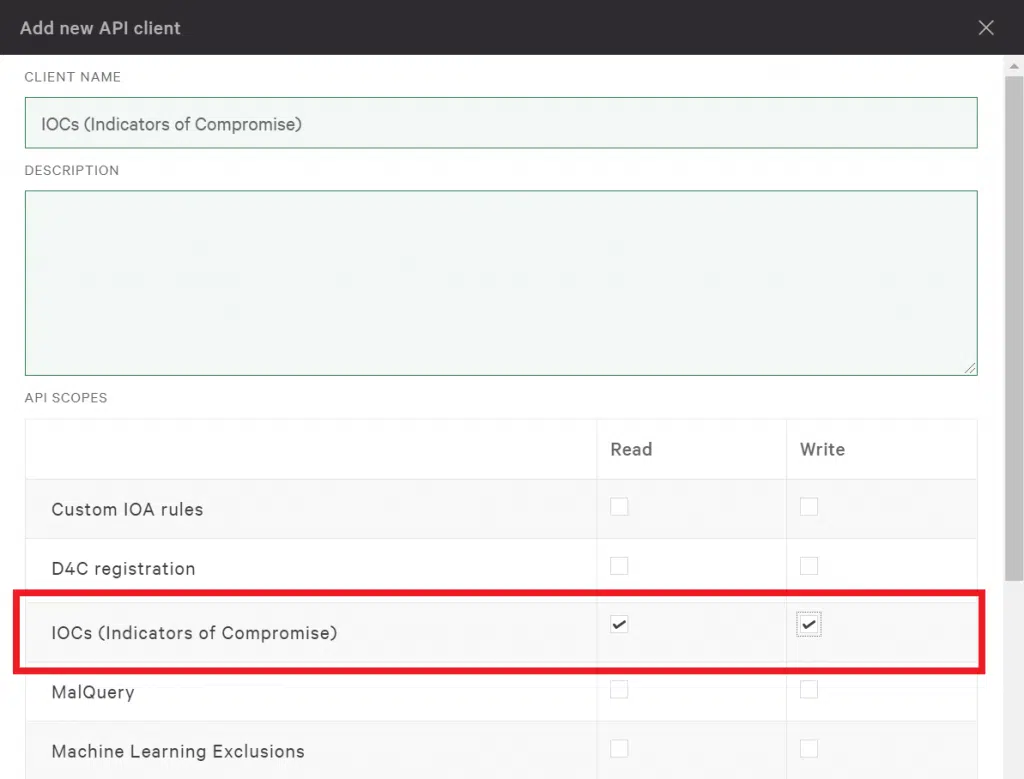 Add new API client
CLIENT NAME
IOCs (Indicators of Compromise)
DESCRIPTION
API SCOPES
Read Write
Custom IOA rules
D4C registration
IOCs (Indicators of Compromise)
MalQuery
Machine Learning Exclusions